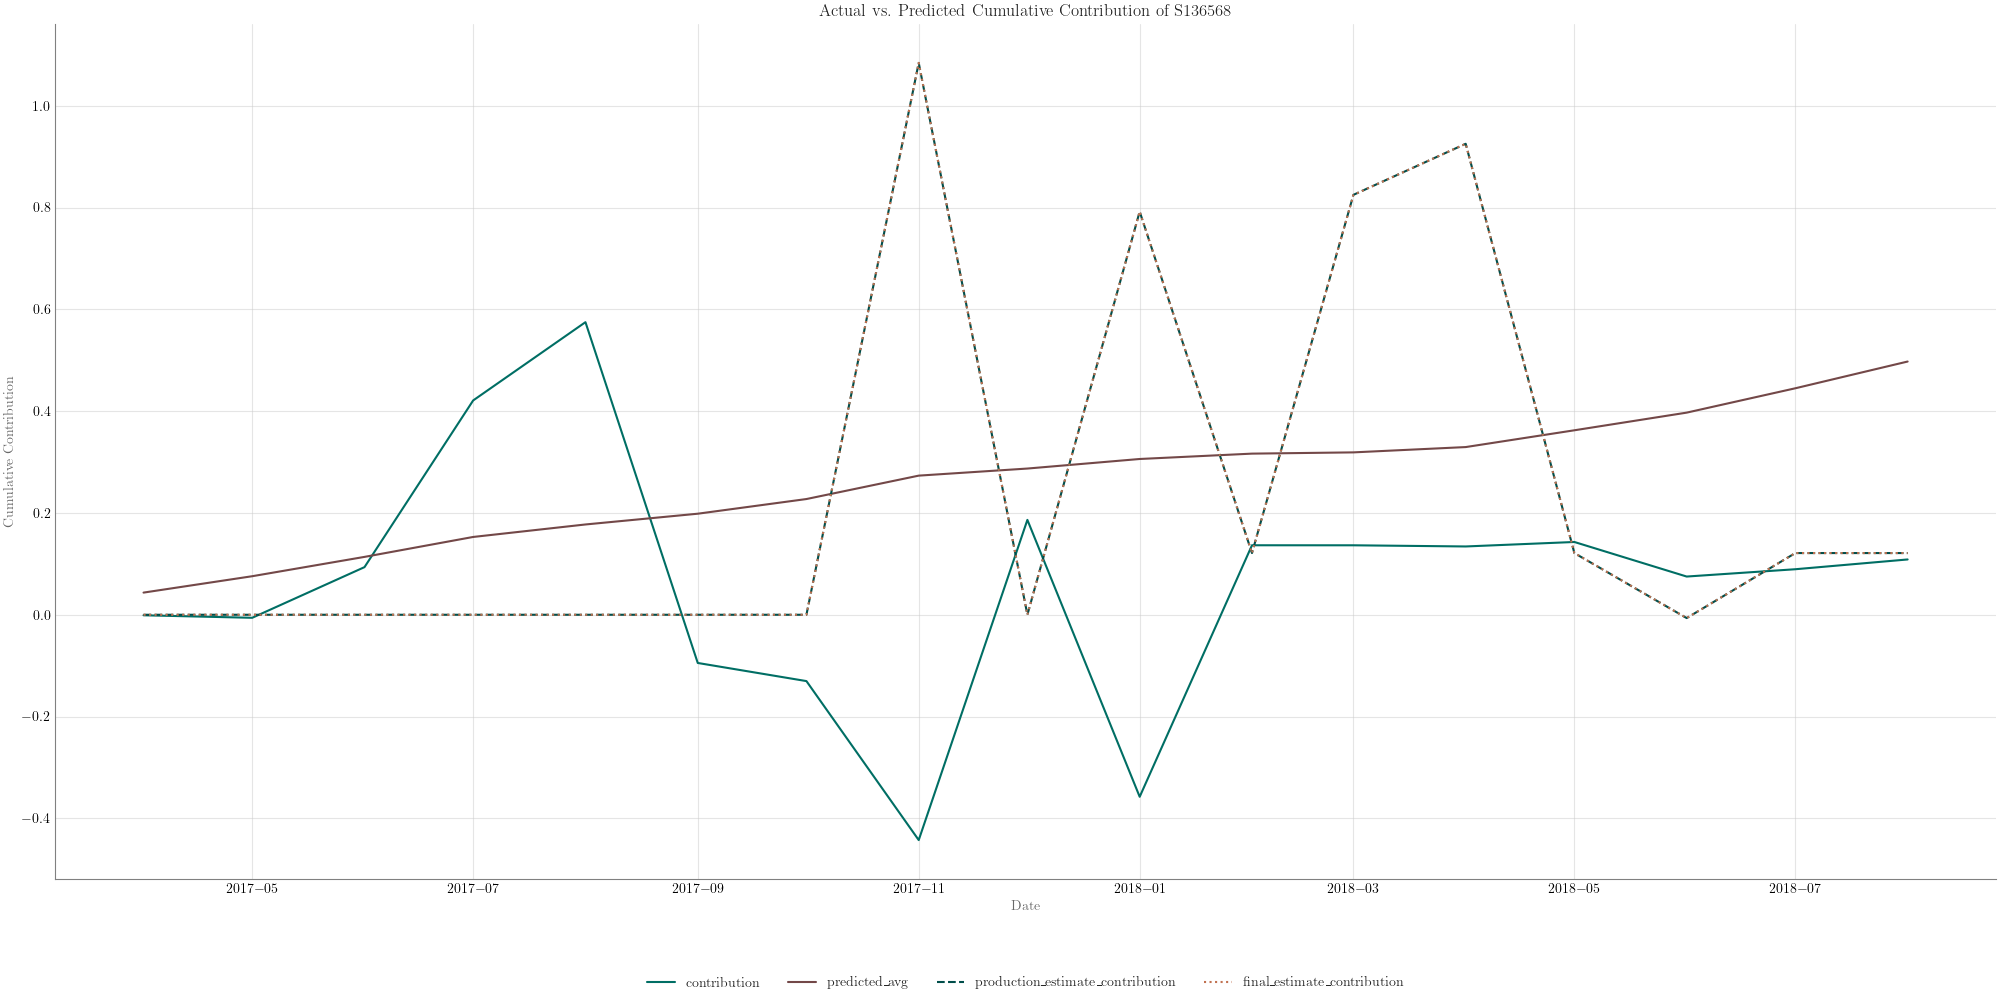 Actual vs. Predicted Cumulative Contribution of S136568
Cumulative Contribution
1.0
0.8
0.6
0.4
0.2
0.0
−0.2
−0.4
2017−05 2017−07 2017−09 2017−11 2018−01 2018−03 2018−05 2018−07
Date
contribution predicted_avg production_estimate_contribution final_estimate_contribution